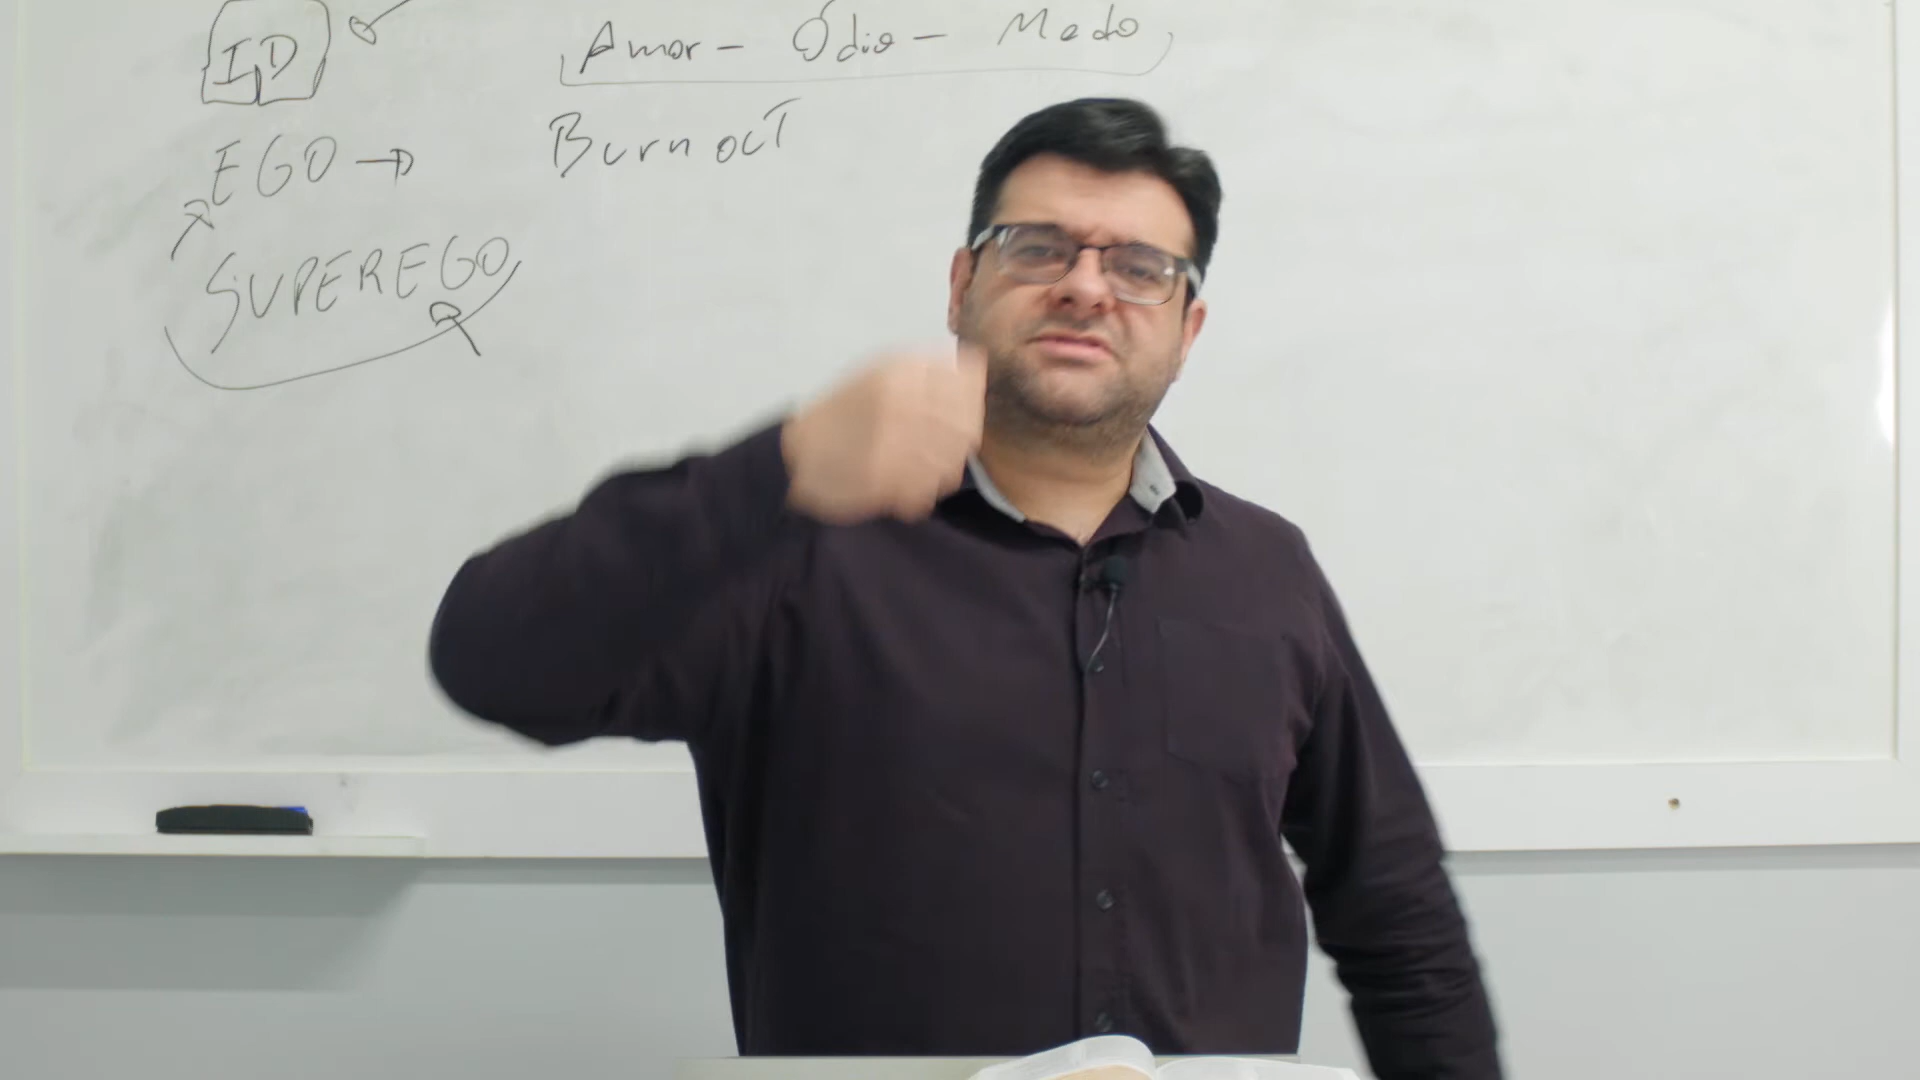 ID
Amor - Ódio - Medo
EGO →
Burnout
SUPEREGO